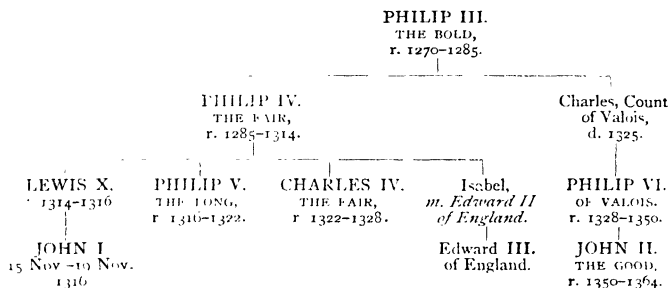 PHILIP III.
THE BOLD,
r. 1270–1285.
PHILIP IV.
THE FAIR,
r. 1285–1314.
Charles, Count
of Valois,
d. 1325.
LEWIS X.
1314–1316
JOHN I
15 Nov –19 Nov.
1316
PHILIP V.
THE LONG,
r 1316–1322.
CHARLES IV.
THE FAIR,
r 1322–1328.
Isabel,
m. Edward II
of England.
Edward III.
of England.
PHILIP VI.
OF VALOIS.
r. 1328–1350.
JOHN II.
THE GOOD,
r. 1350–1364.